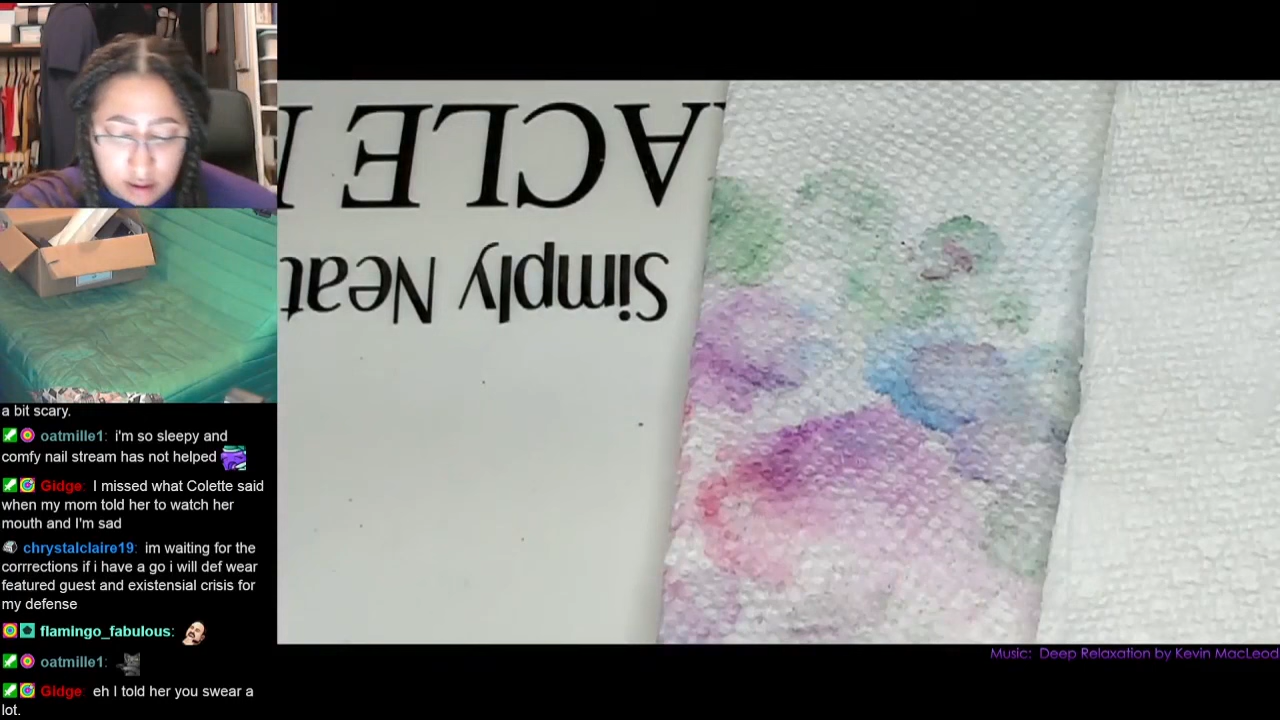 a bit scary.
oatmille1: i'm so sleepy and
comfy nail stream has not helped
Gidge: I missed what Colette said
when my mom told her to watch her
mouth and I'm sad
chrystalclaire19: im waiting for the
corrrections if i have a go i will def wear
featured guest and existensial crisis for
my defense
flamingo_fabulous:
oatmille1:
Gidge: eh I told her you swear a
lot.
Simply Neat
ACLE
Music: Deep Relaxation by Kevin MacLeod